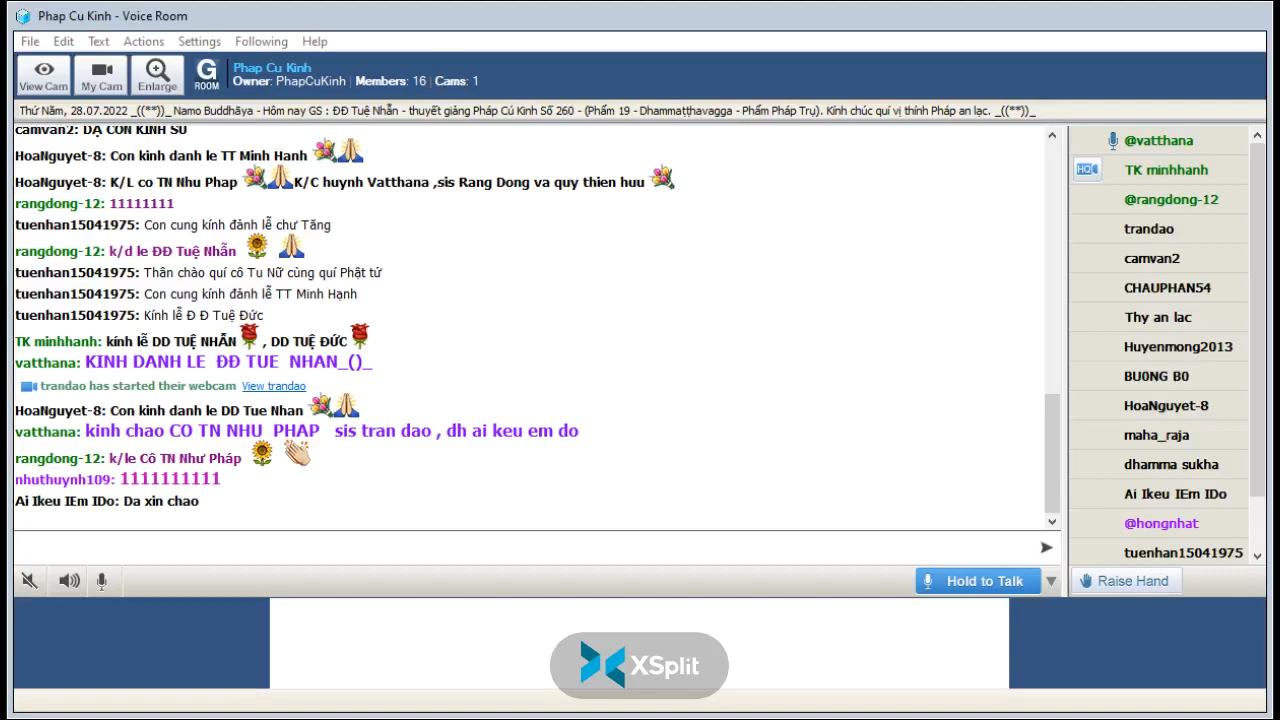 Phap Cu Kinh - Voice Room
File Edit Text Actions Settings Following Help
View Cam My Cam Enlarge G ROOM
Phap Cu Kinh
Owner: PhapCuKinh | Members: 16 | Cams: 1
Thứ Năm, 28.07.2022 _((**))_ Namo Buddhāya - Hôm nay GS : ĐĐ Tuệ Nhẫn - thuyết giảng Pháp Cú Kinh Số 260 - (Phẩm 19 - Dhammaṭṭhavagga - Phẩm Pháp Trụ). Kính chúc quí vị thính Pháp an lạc. _((**))_
camvan2: DẠ CON KINH SU
HoaNguyet-8: Con kinh danh le TT Minh Hanh
HoaNguyet-8: K/L co TN Nhu Phap K/C huynh Vatthana ,sis Rang Dong va quy thien huu
rangdong-12: 11111111
tuenhan15041975: Con cung kính đảnh lễ chư Tăng
rangdong-12: k/d le ĐĐ Tuệ Nhẫn
tuenhan15041975: Thân chào quí cô Tu Nữ cùng quí Phật tử
tuenhan15041975: Con cung kính đảnh lễ TT Minh Hạnh
tuenhan15041975: Kính lễ Đ Đ Tuệ Đức
TK minhhanh: kính lễ DD TUỆ NHẪN , DD TUỆ ĐỨC
vatthana: KINH DANH LE ĐĐ TUE NHAN_()_
trandao has started their webcam View trandao
HoaNguyet-8: Con kinh danh le DD Tue Nhan
vatthana: kinh chao CO TN NHU PHAP sis tran dao , dh ai keu em do
rangdong-12: k/le Cô TN Như Pháp
nhuthuynh109: 1111111111
Ai Ikeu IEm IDo: Da xin chao
@vatthana
HQ TK minhhanh
@rangdong-12
trandao
camvan2
CHAUPHAN54
Thy an lac
Huyenmong2013
BU0NG B0
HoaNguyet-8
maha_raja
dhamma sukha
Ai Ikeu IEm IDo
@hongnhat
tuenhan15041975
Hold to Talk
Raise Hand
XSplit